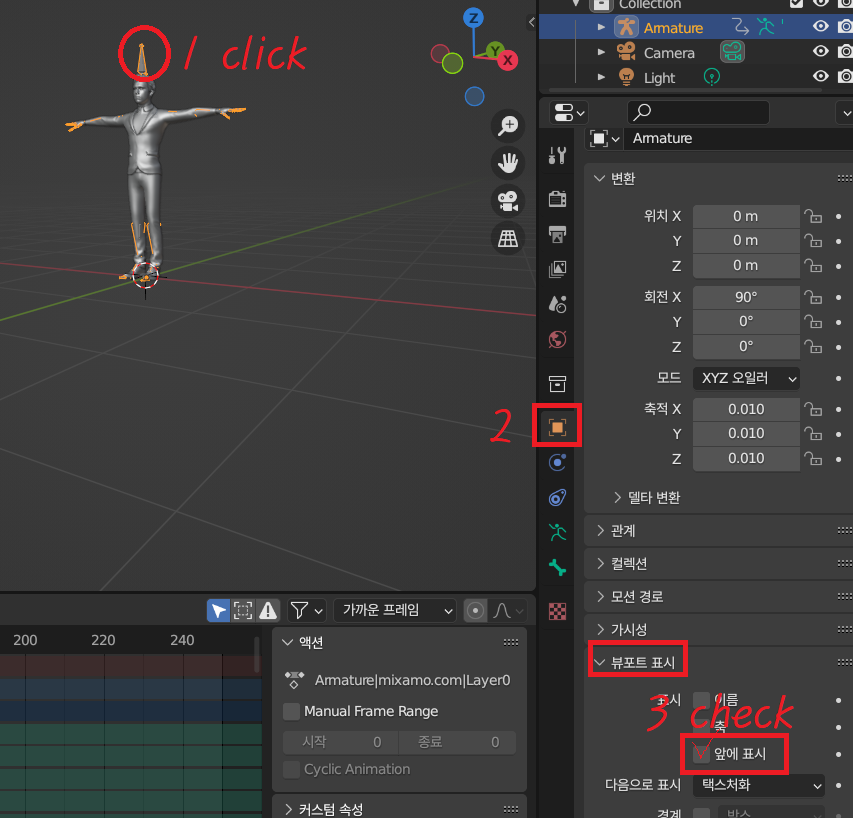 1 click
Z
Y
X
Collection
Armature
Camera
Light
Armature
변환
위치 X 0 m
Y 0 m
Z 0 m
회전 X 90°
Y 0°
Z 0°
모드 XYZ 오일러
축적 X 0.010
Y 0.010
Z 0.010
델타 변환
2
관계
컬렉션
모션 경로
가시성
뷰포트 표시
표시 이름
축
3 check
앞에 표시
다음으로 표시 택스처화
경계 박스
가까운 프레임
200 220 240
액션
Armature|mixamo.com|Layer0
Manual Frame Range
시작 0 종료 0
Cyclic Animation
커스텀 속성